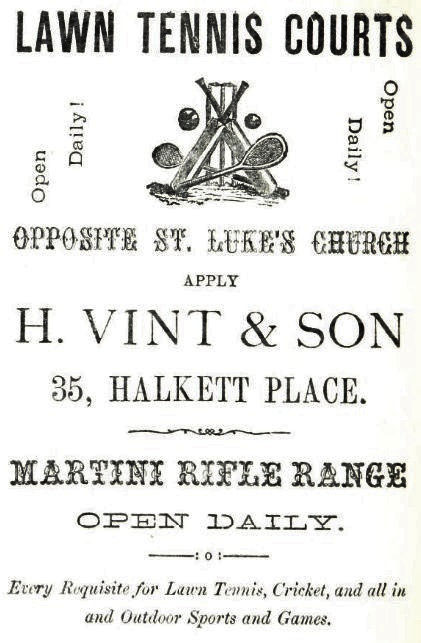 LAWN TENNIS COURTS
Open
Daily!
Open
Daily!
OPPOSITE ST. LUKE'S CHURCH
APPLY
H. VINT & SON
35, HALKETT PLACE.
MARTINI RIFLE RANGE
OPEN DAILY.
:o:
Every Requisite for Lawn Tennis, Cricket, and all in
and Outdoor Sports and Games.